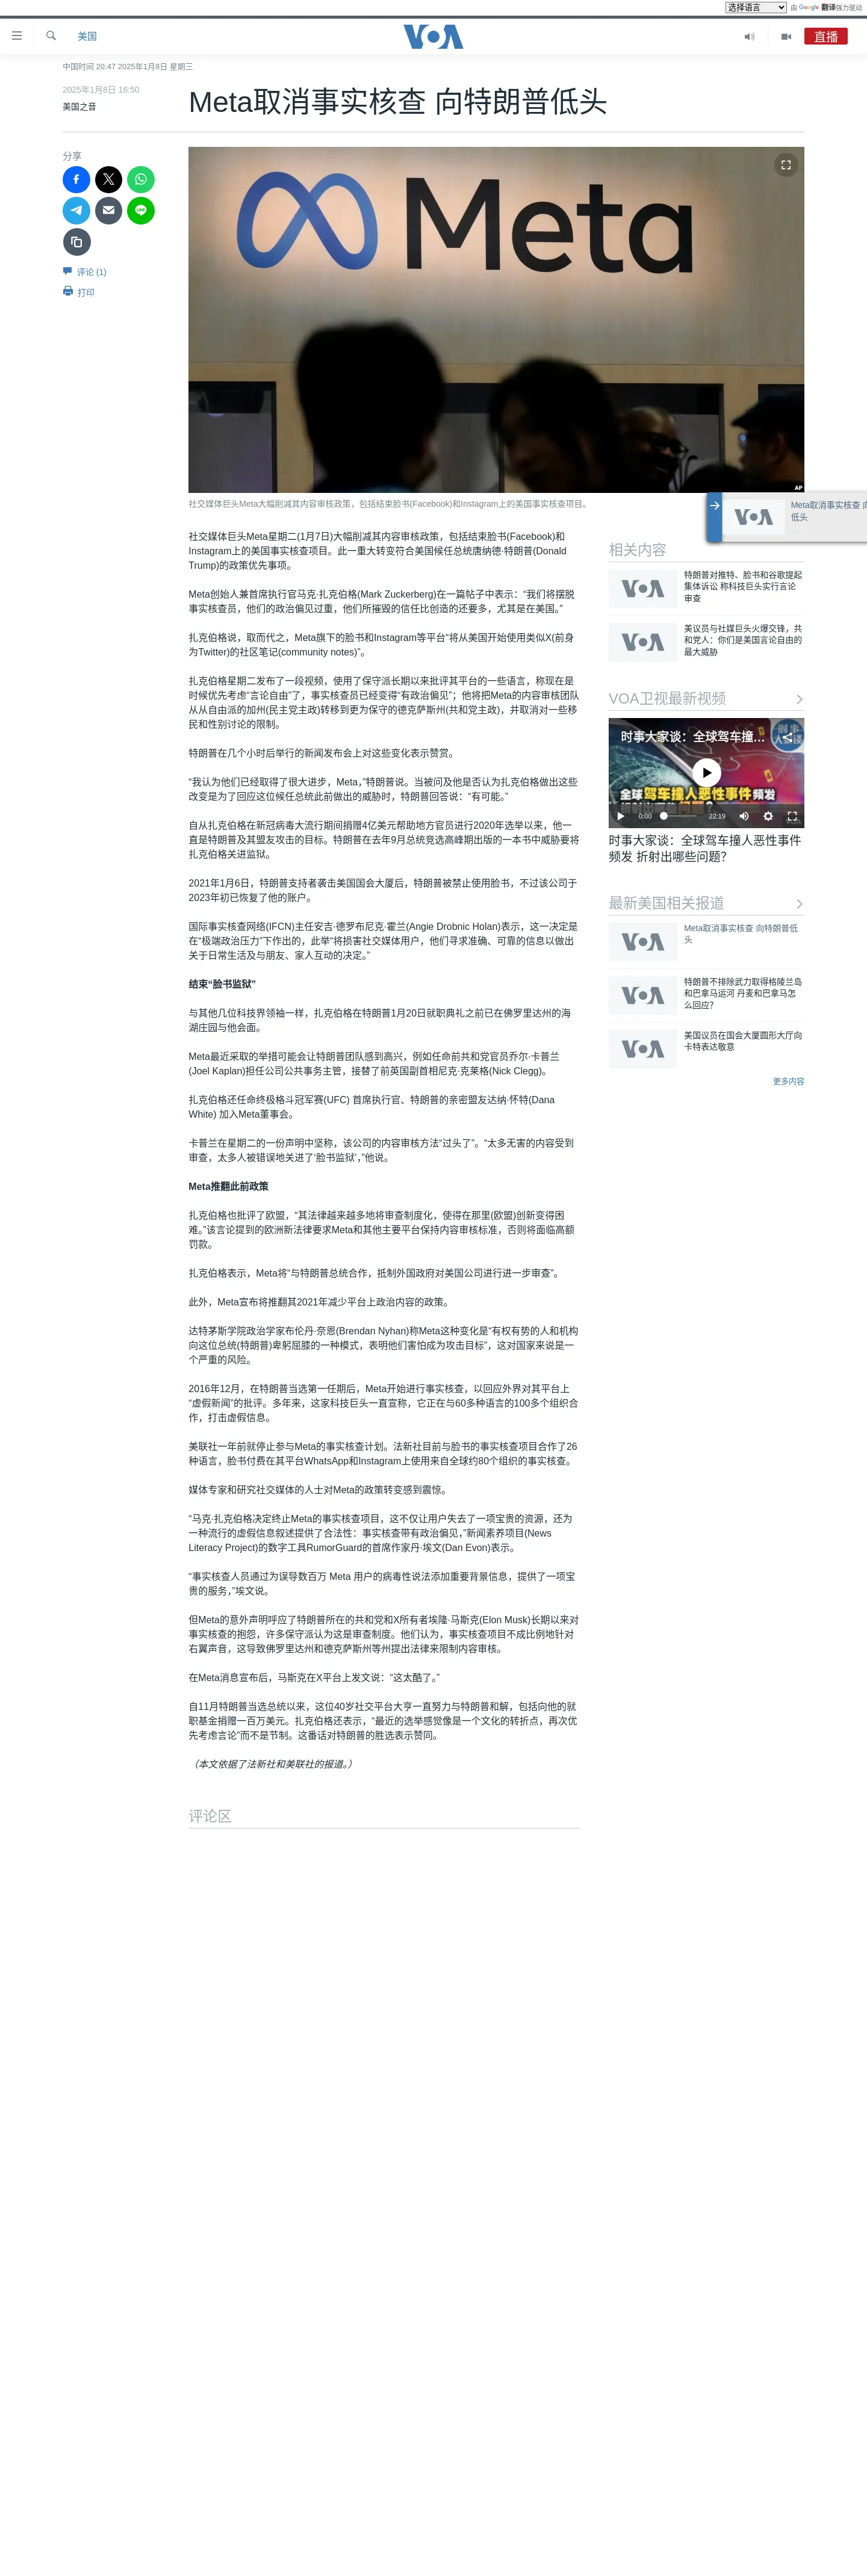 选择语言 由 Google 翻译强力驱动
美国
VOA
直播
中国时间 20:47 2025年1月8日 星期三
2025年1月8日 16:50
美国之音
Meta取消事实核查 向特朗普低头
分享
评论 (1)
打印
Meta
AP
社交媒体巨头Meta大幅削减其内容审核政策，包括结束脸书(Facebook)和Instagram上的美国事实核查项目。
VOA
Meta取消事实核查 向
低头
社交媒体巨头Meta星期二(1月7日)大幅削减其内容审核政策，包括结束脸书(Facebook)和
Instagram上的美国事实核查项目。此一重大转变符合美国候任总统唐纳德·特朗普(Donald
Trump)的政策优先事项。
Meta创始人兼首席执行官马克·扎克伯格(Mark Zuckerberg)在一篇帖子中表示：“我们将摆脱
事实核查员，他们的政治偏见过重，他们所摧毁的信任比创造的还要多，尤其是在美国。”
扎克伯格说，取而代之，Meta旗下的脸书和Instagram等平台“将从美国开始使用类似X(前身
为Twitter)的社区笔记(community notes)”。
扎克伯格星期二发布了一段视频，使用了保守派长期以来批评其平台的一些语言，称现在是
时候优先考虑“言论自由”了，事实核查员已经变得“有政治偏见”；他将把Meta的内容审核团队
从从自由派的加州(民主党主政)转移到更为保守的德克萨斯州(共和党主政)，并取消对一些移
民和性别讨论的限制。
特朗普在几个小时后举行的新闻发布会上对这些变化表示赞赏。
“我认为他们已经取得了很大进步，Meta，”特朗普说。当被问及他是否认为扎克伯格做出这些
改变是为了回应这位候任总统此前做出的威胁时，特朗普回答说：“有可能。”
自从扎克伯格在新冠病毒大流行期间捐赠4亿美元帮助地方官员进行2020年选举以来，他一
直是特朗普及其盟友攻击的目标。特朗普在去年9月总统竞选高峰期出版的一本书中威胁要将
扎克伯格关进监狱。
2021年1月6日，特朗普支持者袭击美国国会大厦后，特朗普被禁止使用脸书，不过该公司于
2023年初已恢复了他的账户。
国际事实核查网络(IFCN)主任安吉·德罗布尼克·霍兰(Angie Drobnic Holan)表示，这一决定是
在“极端政治压力”下作出的，此举“将损害社交媒体用户，他们寻求准确、可靠的信息以做出
关于日常生活及与朋友、家人互动的决定。”
结束“脸书监狱”
与其他几位科技界领袖一样，扎克伯格在特朗普1月20日就职典礼之前已在佛罗里达州的海
湖庄园与他会面。
Meta最近采取的举措可能会让特朗普团队感到高兴，例如任命前共和党官员乔尔·卡普兰
(Joel Kaplan)担任公司公共事务主管，接替了前英国副首相尼克·克莱格(Nick Clegg)。
扎克伯格还任命终极格斗冠军赛(UFC) 首席执行官、特朗普的亲密盟友达纳·怀特(Dana
White) 加入Meta董事会。
卡普兰在星期二的一份声明中坚称，该公司的内容审核方法“过头了”。“太多无害的内容受到
审查，太多人被错误地关进了‘脸书监狱’，”他说。
Meta推翻此前政策
扎克伯格也批评了欧盟，“其法律越来越多地将审查制度化，使得在那里(欧盟)创新变得困
难。”该言论提到的欧洲新法律要求Meta和其他主要平台保持内容审核标准，否则将面临高额
罚款。
扎克伯格表示，Meta将“与特朗普总统合作，抵制外国政府对美国公司进行进一步审查”。
此外，Meta宣布将推翻其2021年减少平台上政治内容的政策。
达特茅斯学院政治学家布伦丹·奈恩(Brendan Nyhan)称Meta这种变化是“有权有势的人和机构
向这位总统(特朗普)卑躬屈膝的一种模式，表明他们害怕成为攻击目标”，这对国家来说是一
个严重的风险。
2016年12月，在特朗普当选第一任期后，Meta开始进行事实核查，以回应外界对其平台上
“虚假新闻”的批评。多年来，这家科技巨头一直宣称，它正在与60多种语言的100多个组织合
作，打击虚假信息。
美联社一年前就停止参与Meta的事实核查计划。法新社目前与脸书的事实核查项目合作了26
种语言，脸书付费在其平台WhatsApp和Instagram上使用来自全球约80个组织的事实核查。
媒体专家和研究社交媒体的人士对Meta的政策转变感到震惊。
“马克·扎克伯格决定终止Meta的事实核查项目，这不仅让用户失去了一项宝贵的资源，还为
一种流行的虚假信息叙述提供了合法性：事实核查带有政治偏见，”新闻素养项目(News
Literacy Project)的数字工具RumorGuard的首席作家丹·埃文(Dan Evon)表示。
“事实核查人员通过为误导数百万 Meta 用户的病毒性说法添加重要背景信息，提供了一项宝
贵的服务，”埃文说。
但Meta的意外声明呼应了特朗普所在的共和党和X所有者埃隆·马斯克(Elon Musk)长期以来对
事实核查的抱怨，许多保守派认为这是审查制度。他们认为，事实核查项目不成比例地针对
右翼声音，这导致佛罗里达州和德克萨斯州等州提出法律来限制内容审核。
在Meta消息宣布后，马斯克在X平台上发文说：“这太酷了。”
自11月特朗普当选总统以来，这位40岁社交平台大亨一直努力与特朗普和解，包括向他的就
职基金捐赠一百万美元。扎克伯格还表示，“最近的选举感觉像是一个文化的转折点，再次优
先考虑言论”而不是节制。这番话对特朗普的胜选表示赞同。
（本文依据了法新社和美联社的报道。）
评论区
相关内容
VOA
特朗普对推特、脸书和谷歌提起
集体诉讼 称科技巨头实行言论
审查
VOA
美议员与社媒巨头火爆交锋，共
和党人：你们是美国言论自由的
最大威胁
VOA卫视最新视频
时事大家谈：全球驾车撞...
全球驾车撞人恶性事件频发
0:00
22:19
时事大家谈：全球驾车撞人恶性事件
频发 折射出哪些问题？
最新美国相关报道
VOA
Meta取消事实核查 向特朗普低
头
VOA
特朗普不排除武力取得格陵兰岛
和巴拿马运河 丹麦和巴拿马怎
么回应？
VOA
美国议员在国会大厦圆形大厅向
卡特表达敬意
更多内容